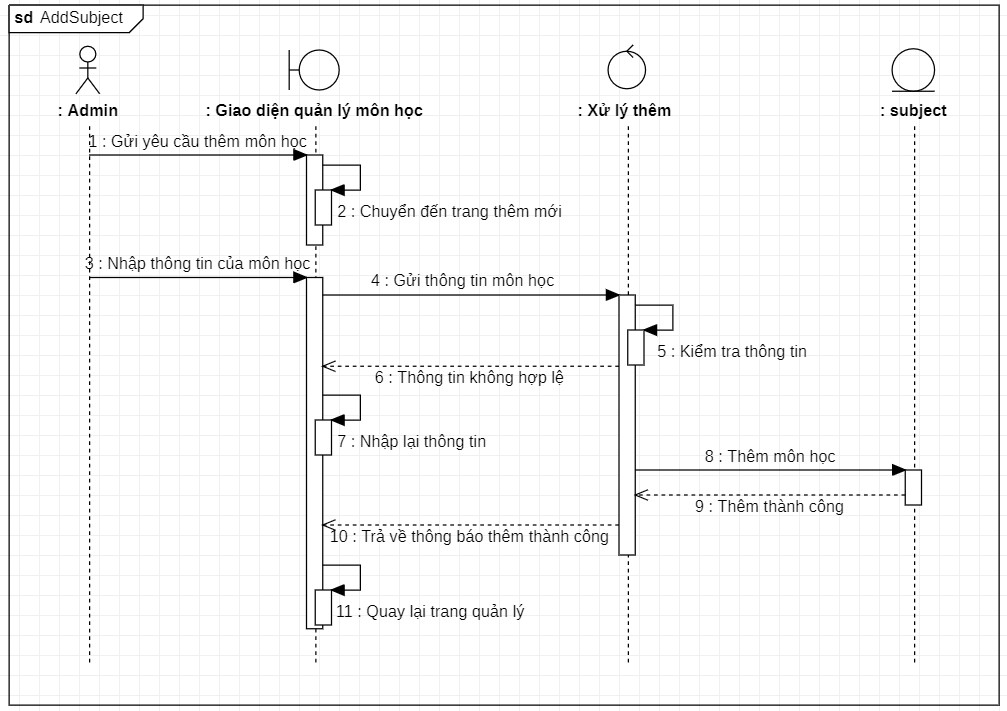 sd AddSubject
: Admin
: Giao diện quản lý môn học
: Xử lý thêm
: subject
1 : Gửi yêu cầu thêm môn học
2 : Chuyển đến trang thêm mới
3 : Nhập thông tin của môn học
4 : Gửi thông tin môn học
5 : Kiểm tra thông tin
6 : Thông tin không hợp lệ
7 : Nhập lại thông tin
8 : Thêm môn học
9 : Thêm thành công
10 : Trả về thông báo thêm thành công
11 : Quay lại trang quản lý